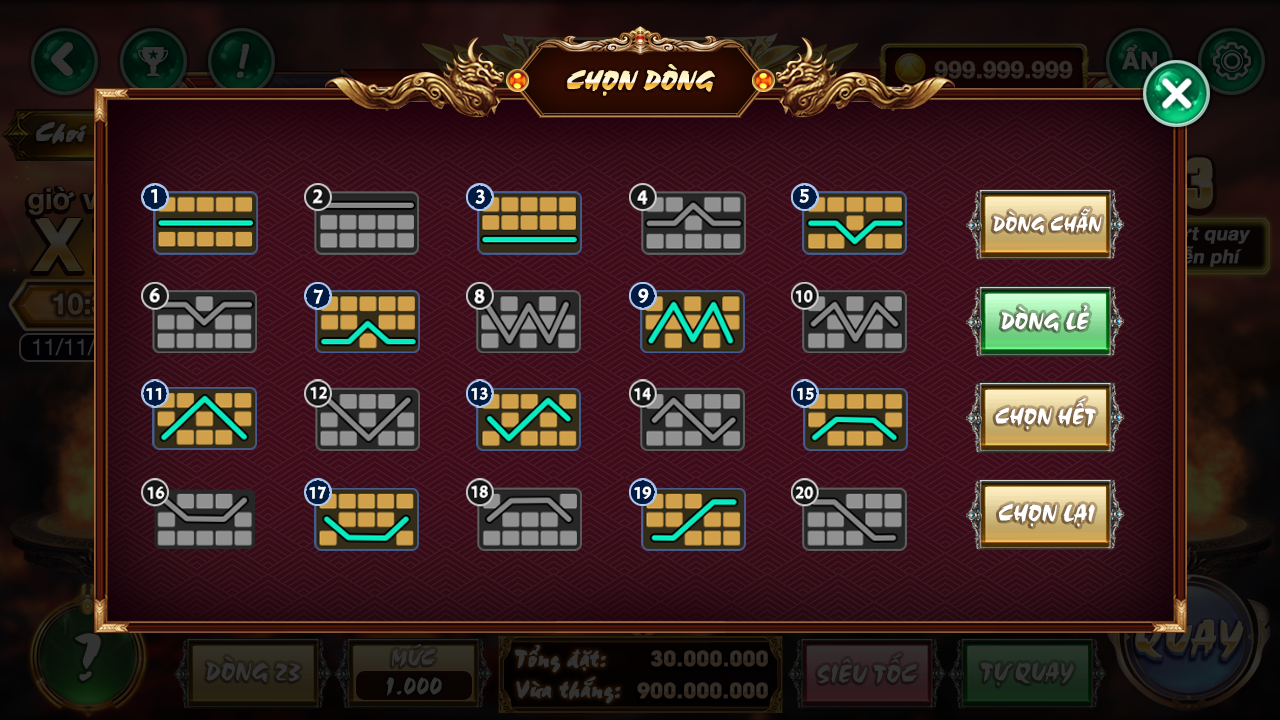 CHỌN DÒNG
999.999.999
ẨN
Chơi
giờ v
X
10:
11/11/
3
rt quay
ễn phí
1
2
3
4
5
DÒNG CHẴN
6
7
8
9
10
DÒNG LẺ
11
12
13
14
15
CHỌN HẾT
16
17
18
19
20
CHỌN LẠI
?
DÒNG 23
MỨC
1.000
Tổng đặt: 30.000.000
Vừa thắng: 900.000.000
SIÊU TỐC
TỰ QUAY
QUAY